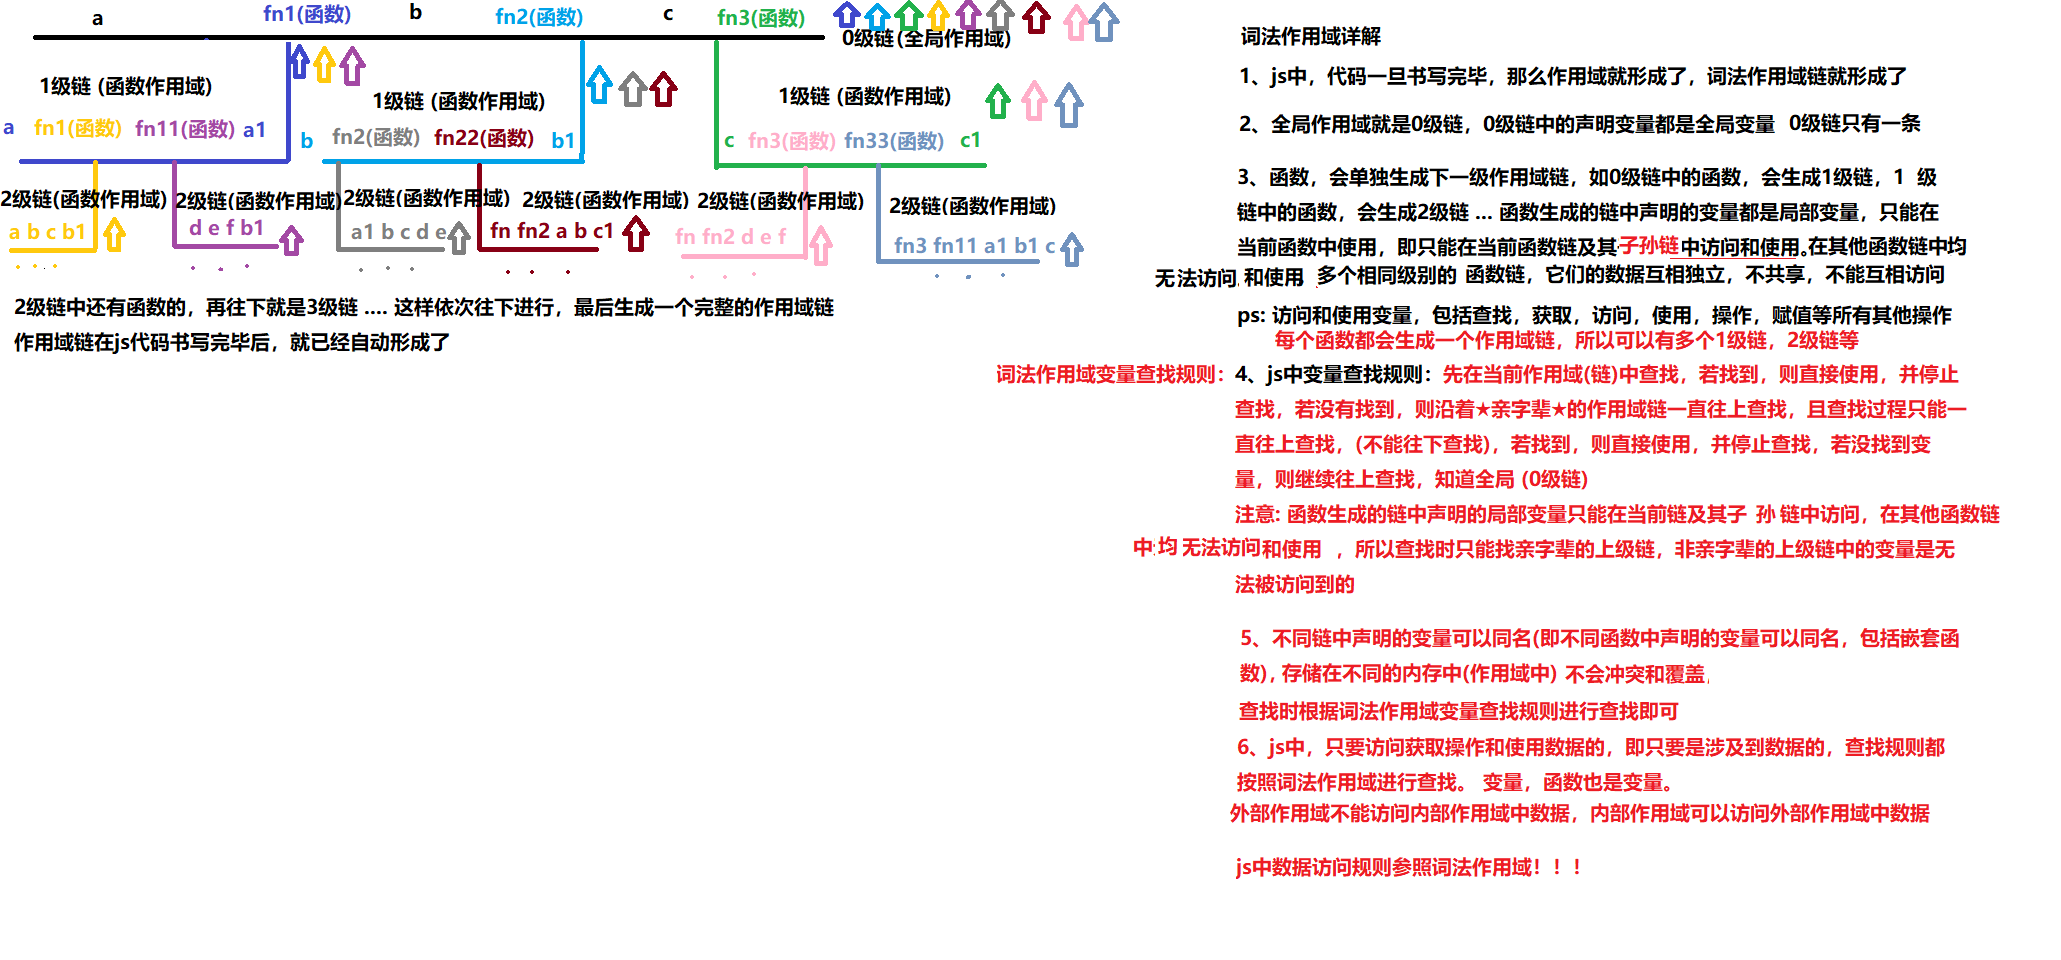 a fn1(函数) b fn2(函数) c fn3(函数)
0级链(全局作用域)
1级链 (函数作用域)
1级链 (函数作用域)
1级链 (函数作用域)
a fn1(函数) fn11(函数) a1
b fn2(函数) fn22(函数) b1
c fn3(函数) fn33(函数) c1
2级链(函数作用域)
2级链(函数作用域)
2级链(函数作用域)
2级链(函数作用域)
2级链(函数作用域)
2级链(函数作用域)
a b c b1
d e f b1
a1 b c d e
fn fn2 a b c1
fn fn2 d e f
fn3 fn11 a1 b1 c
2级链中还有函数的，再往下就是3级链 .... 这样依次往下进行，最后生成一个完整的作用域链
作用域链在js代码书写完毕后，就已经自动形成了
词法作用域详解
1、js中，代码一旦书写完毕，那么作用域就形成了，词法作用域链就形成了
2、全局作用域就是0级链，0级链中的声明变量都是全局变量 0级链只有一条
3、函数，会单独生成下一级作用域链，如0级链中的函数，会生成1级链，1 级
链中的函数，会生成2级链 ... 函数生成的链中声明的变量都是局部变量，只能在
当前函数中使用，即只能在当前函数链及其子孙链中访问和使用。在其他函数链中均
无法访问 和使用 多个相同级别的 函数链，它们的数据互相独立，不共享，不能互相访问
ps: 访问和使用变量，包括查找，获取，访问，使用，操作，赋值等所有其他操作
每个函数都会生成一个作用域链，所以可以有多个1级链，2级链等
词法作用域变量查找规则：4、js中变量查找规则：先在当前作用域(链)中查找，若找到，则直接使用，并停止
查找，若没有找到，则沿着★亲字辈★的作用域链一直往上查找，且查找过程只能一
直往上查找，(不能往下查找)，若找到，则直接使用，并停止查找，若没找到变
量，则继续往上查找，知道全局 (0级链)
注意: 函数生成的链中声明的局部变量只能在当前链及其子 孙 链中访问，在其他函数链
中均 无法访问和使用 ，所以查找时只能找亲字辈的上级链，非亲字辈的上级链中的变量是无
法被访问到的
5、不同链中声明的变量可以同名(即不同函数中声明的变量可以同名，包括嵌套函
数)，存储在不同的内存中(作用域中) 不会冲突和覆盖，
查找时根据词法作用域变量查找规则进行查找即可
6、js中，只要访问获取操作和使用数据的，即只要是涉及到数据的，查找规则都
按照词法作用域进行查找。 变量，函数也是变量。
外部作用域不能访问内部作用域中数据，内部作用域可以访问外部作用域中数据
js中数据访问规则参照词法作用域！！！